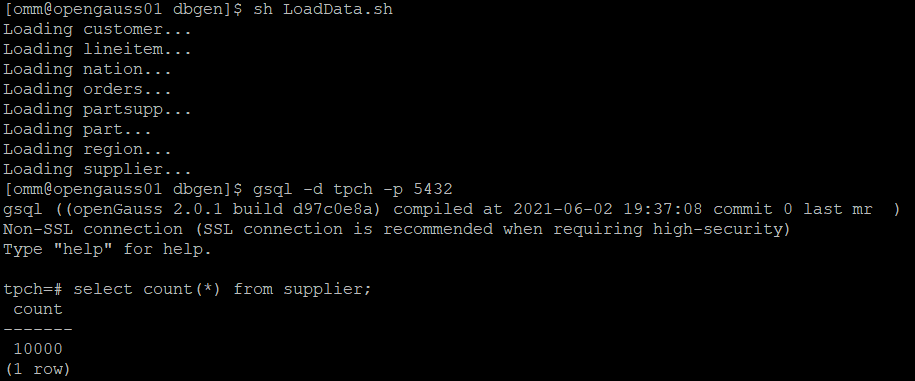 [omm@opengauss01 dbgen]$ sh LoadData.sh
Loading customer...
Loading lineitem...
Loading nation...
Loading orders...
Loading partsupp...
Loading part...
Loading region...
Loading supplier...
[omm@opengauss01 dbgen]$ gsql -d tpch -p 5432
gsql ((openGauss 2.0.1 build d97c0e8a) compiled at 2021-06-02 19:37:08 commit 0 last mr  )
Non-SSL connection (SSL connection is recommended when requiring high-security)
Type "help" for help.

tpch=# select count(*) from supplier;
 count
-------
 10000
(1 row)